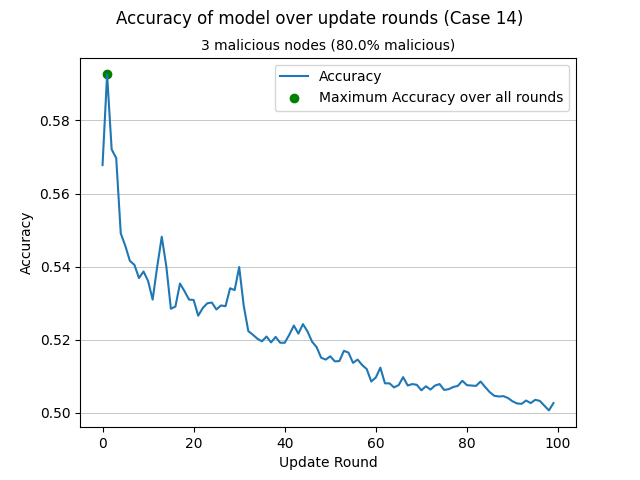 Accuracy of model over update rounds (Case 14)
3 malicious nodes (80.0% malicious)
Accuracy
Maximum Accuracy over all rounds
Accuracy
0.58
0.56
0.54
0.52
0.50
0 20 40 60 80 100
Update Round